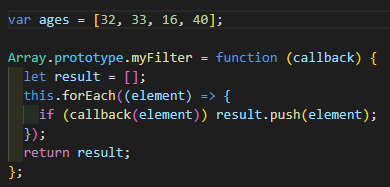 var ages = [32, 33, 16, 40];
Array.prototype.myFilter = function (callback) {
let result = [];
this.forEach((element) => {
if (callback(element)) result.push(element);
});
return result;
};